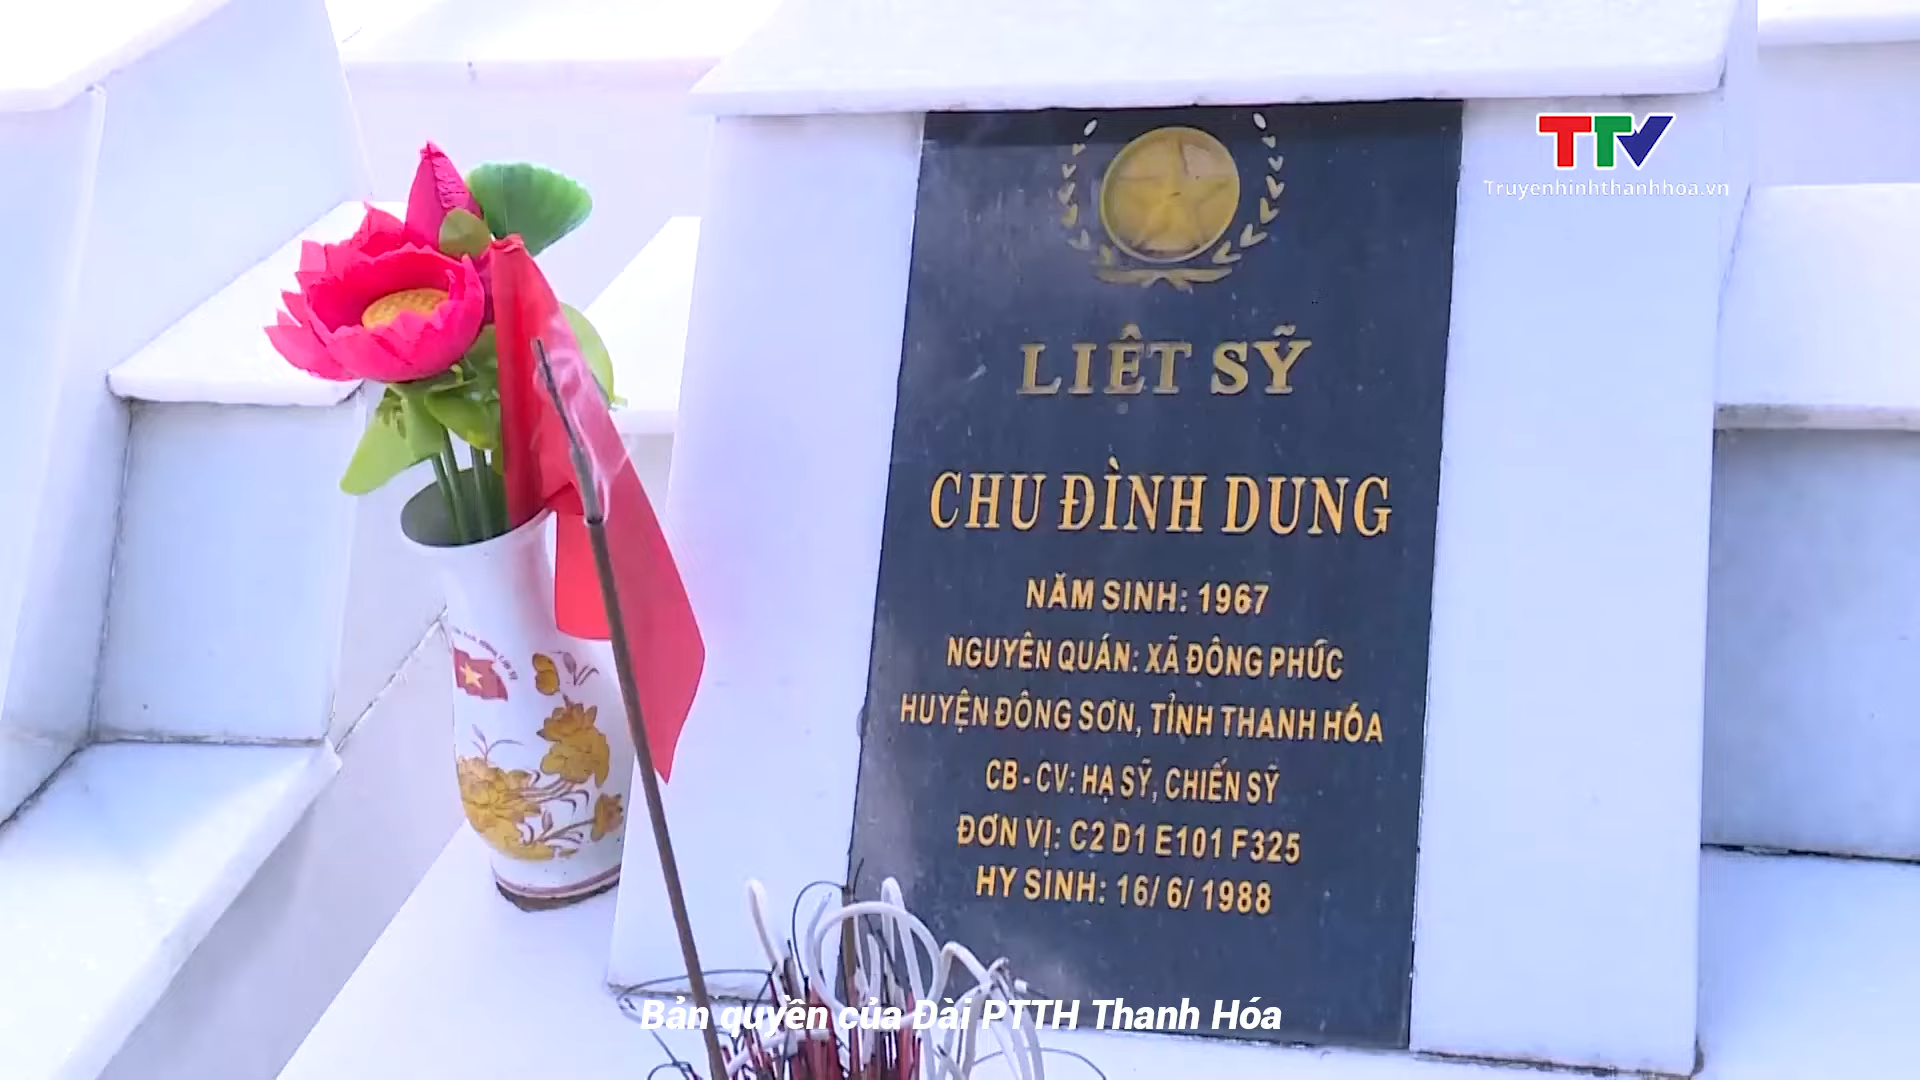 TTV
Truyenhinhthanhhoa.vn
LIỆT SỸ
CHU ĐÌNH DUNG
NĂM SINH: 1967
NGUYÊN QUÁN: XÃ ĐÔNG PHÚC
HUYỆN ĐÔNG SƠN, TỈNH THANH HÓA
CB - CV: HẠ SỸ, CHIẾN SỸ
ĐƠN VỊ: C2 D1 E101 F325
HY SINH: 16/ 6/ 1988
Bản quyền của Đài PTTH Thanh Hóa